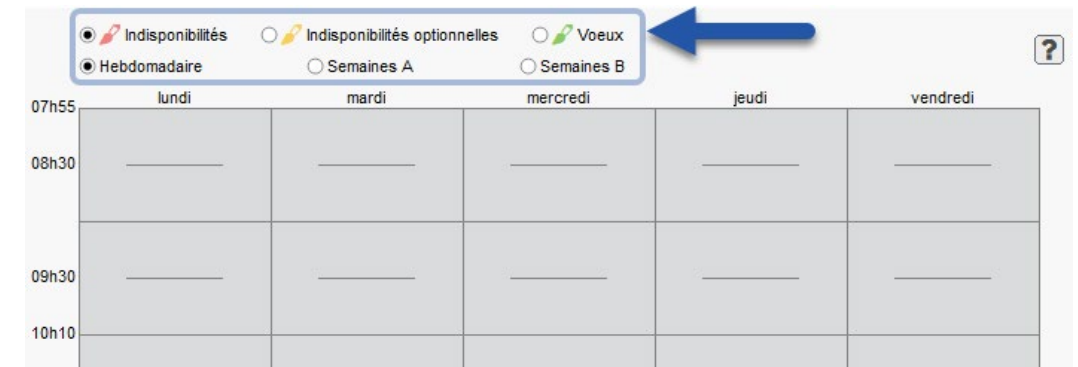 Indisponibilités Indisponibilités optionnelles Voeux
Hebdomadaire Semaines A Semaines B
?
lundi mardi mercredi jeudi vendredi
07h55
08h30
09h30
10h10